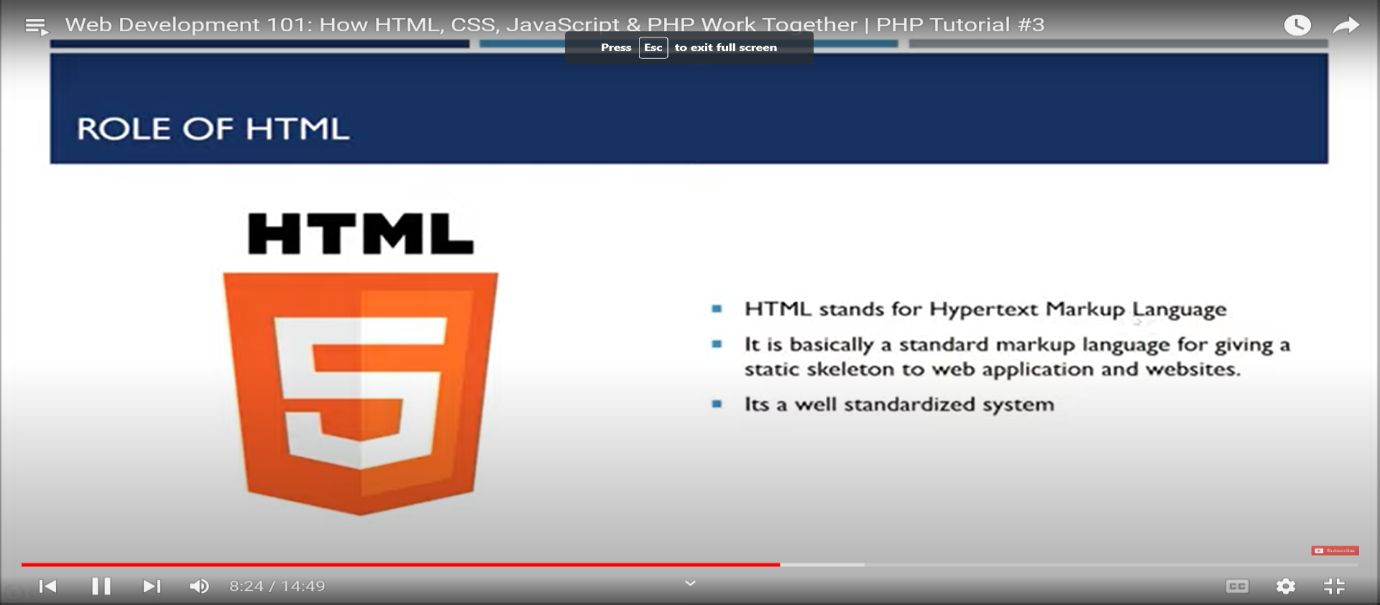 Web Development 101: How HTML, CSS, JavaScript & PHP Work Together | PHP Tutorial #3
Press Esc to exit full screen
ROLE OF HTML
HTML
5
HTML stands for Hypertext Markup Language
It is basically a standard markup language for giving a
static skeleton to web application and websites.
Its a well standardized system
Subscribe
8:24 / 14:49
CC